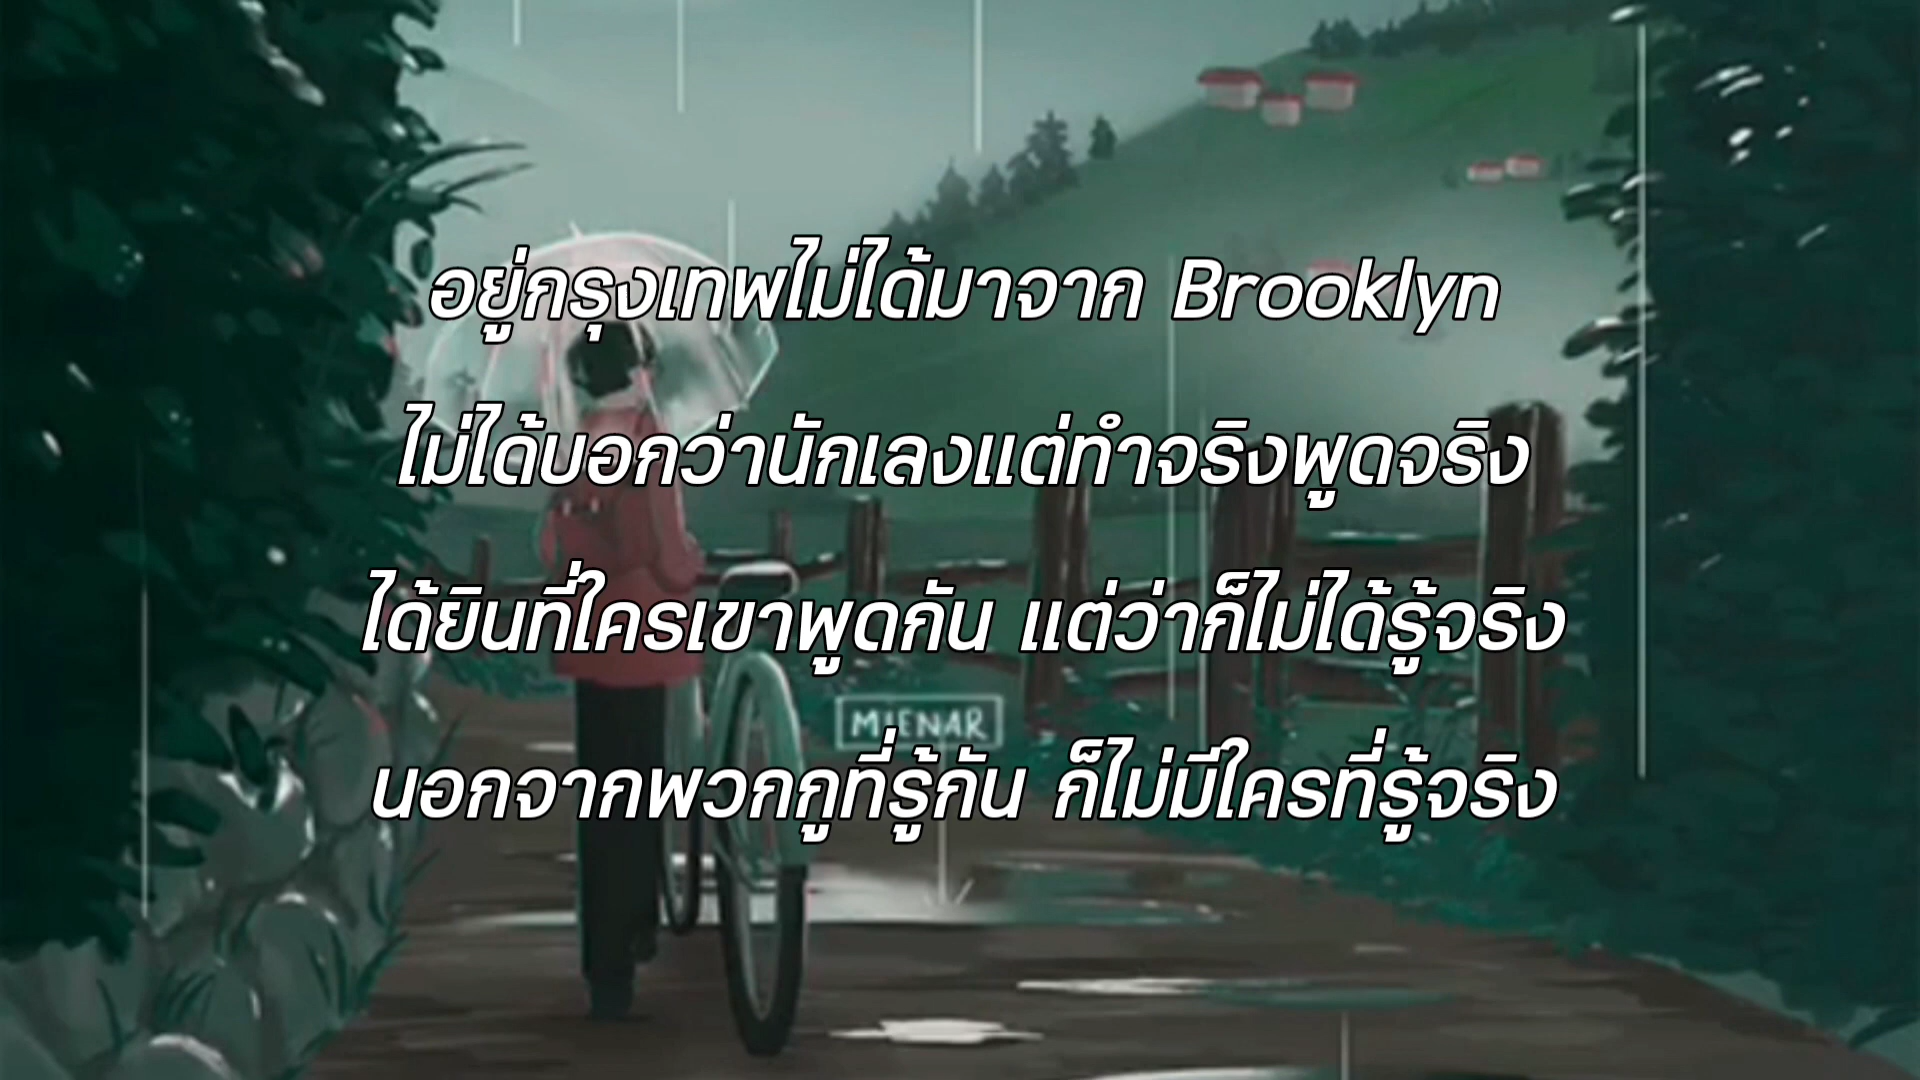 อยู่กรุงเทพไม่ได้มาจาก Brooklyn
ไม่ได้บอกว่านักเลงแต่ทำจริงพูดจริง
ได้ยินที่ใครเขาพูดกัน แต่ว่าก็ไม่ได้รู้จริง
MIENAR
นอกจากพวกกูที่รู้กัน ก็ไม่มีใครที่รู้จริง